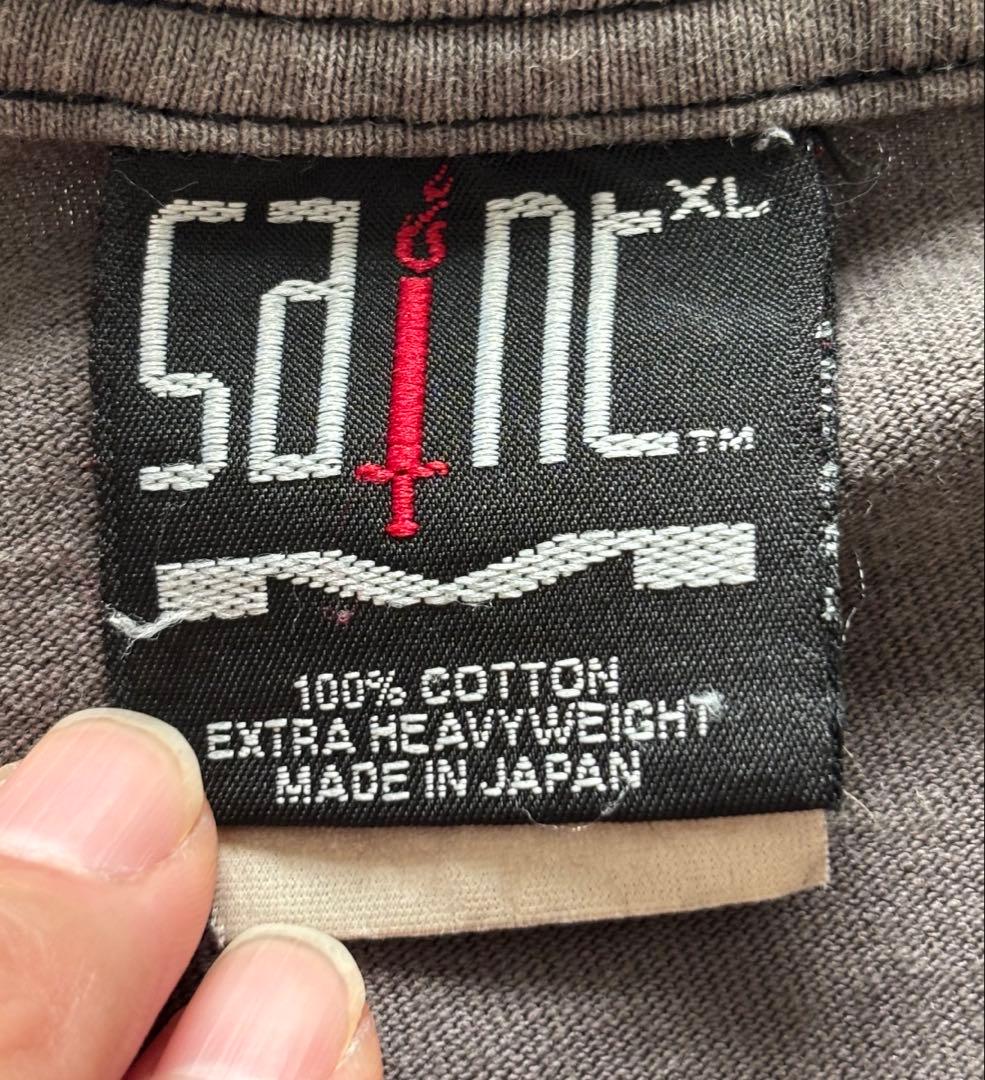 saint XL
TM
100% COTTON
EXTRA HEAVYWEIGHT
MADE IN JAPAN